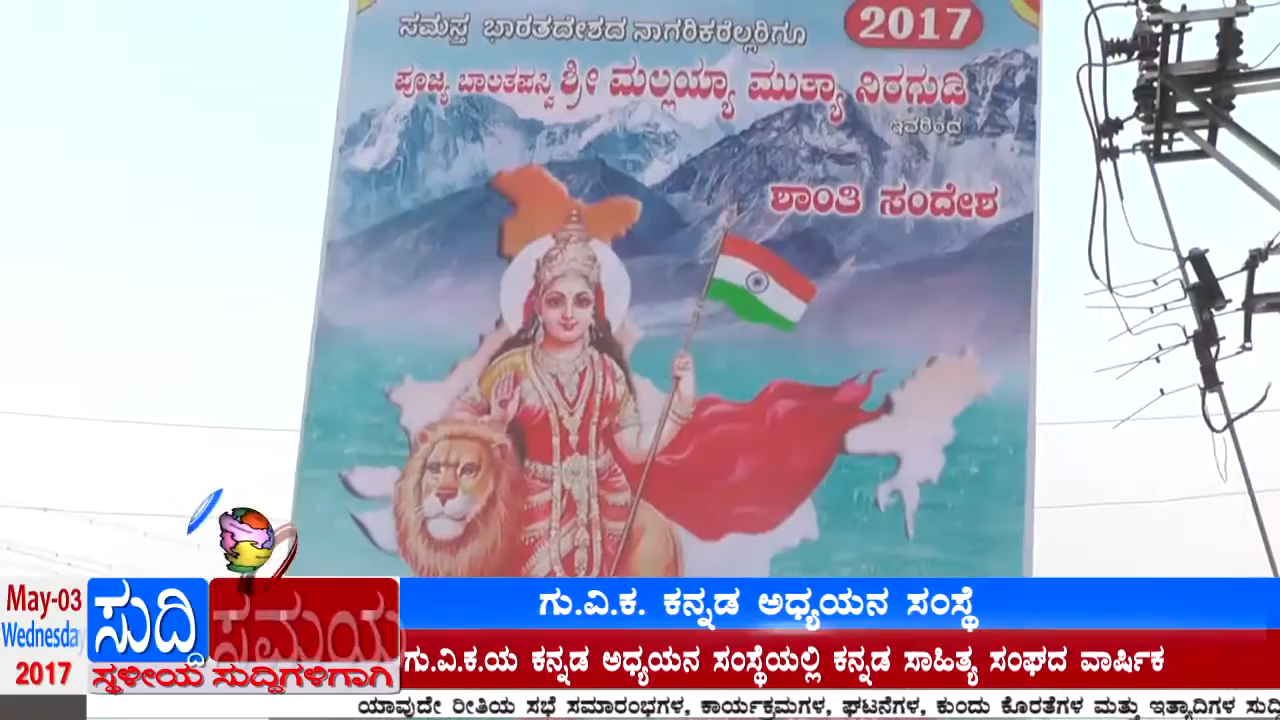 ಸಮಸ್ತ ಭಾರತದೇಶದ ನಾಗರಿಕರೆಲ್ಲರಿಗೂ
2017
ಪೂಜ್ಯ ಬಾಲತಪಸ್ವಿ ಶ್ರೀ ಮಲ್ಲಯ್ಯಾ ಮುತ್ಯಾ ನಿರಗುಡಿ
ಇವರಿಂದ
ಶಾಂತಿ ಸಂದೇಶ
May-03
Wednesday
2017
ಸುದ್ದಿ ಸಮಯ
ಸ್ಥಳೀಯ ಸುದ್ದಿಗಳಿಗಾಗಿ
ಗು.ವಿ.ಕ. ಕನ್ನಡ ಅಧ್ಯಯನ ಸಂಸ್ಥೆ
ಗು.ವಿ.ಕ.ಯ ಕನ್ನಡ ಅಧ್ಯಯನ ಸಂಸ್ಥೆಯಲ್ಲಿ ಕನ್ನಡ ಸಾಹಿತ್ಯ ಸಂಘದ ವಾರ್ಷಿಕ
ಯಾವುದೇ ರೀತಿಯ ಸಭೆ ಸಮಾರಂಭಗಳ, ಕಾರ್ಯಕ್ರಮಗಳ, ಘಟನೆಗಳ, ಕುಂದು ಕೊರತೆಗಳ ಮತ್ತು ಇತ್ಯಾದಿಗಳ ಸುದಿ